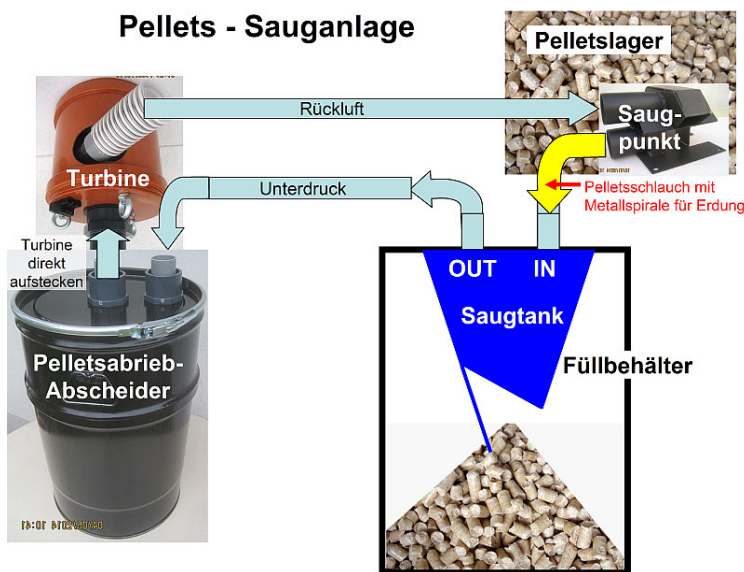 Pellets - Sauganlage
Pelletslager
Rückluft
Saug-
punkt
Turbine
Unterdruck
Pelletsschlauch mit
Metallspirale für Erdung
Turbine
direkt
aufstecken
OUT
IN
Saugtank
Pelletsabrieb-
Abscheider
Füllbehälter